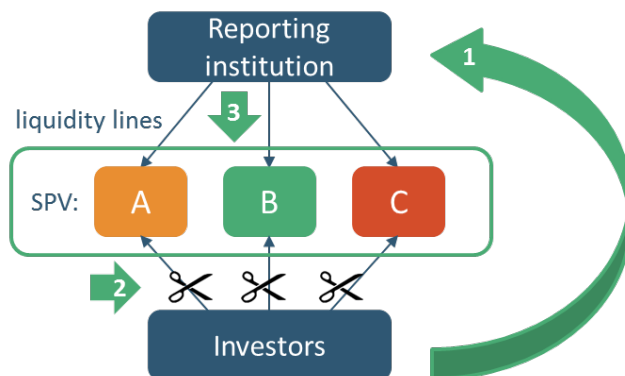 Reporting
institution
1
3
liquidity lines
SPV:
A
B
C
2
Investors